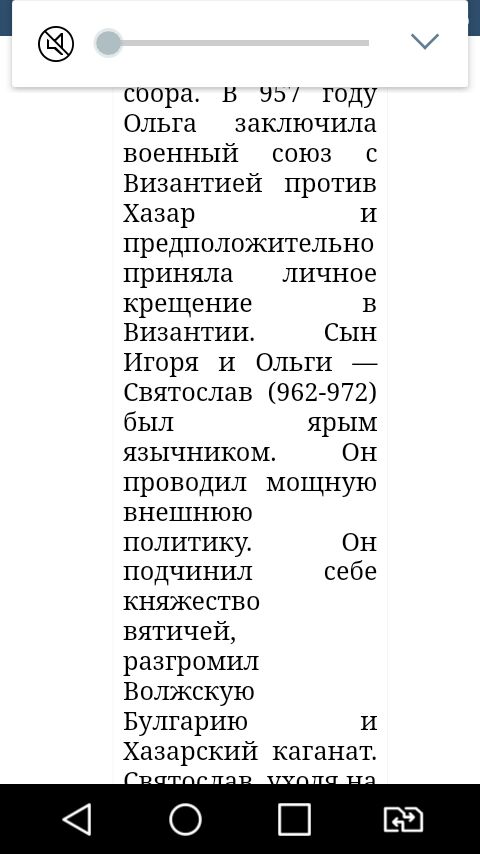 сбора. В 957 году
Ольга заключила
военный союз с
Византией против
Хазар и
предположительно
приняла личное
крещение в
Византии. Сын
Игоря и Ольги —
Святослав (962-972)
был ярым
язычником. Он
проводил мощную
внешнюю
политику. Он
подчинил себе
княжество
вятичей,
разгромил
Волжскую
Булгарию и
Хазарский каганат.
Святослав, уходя на